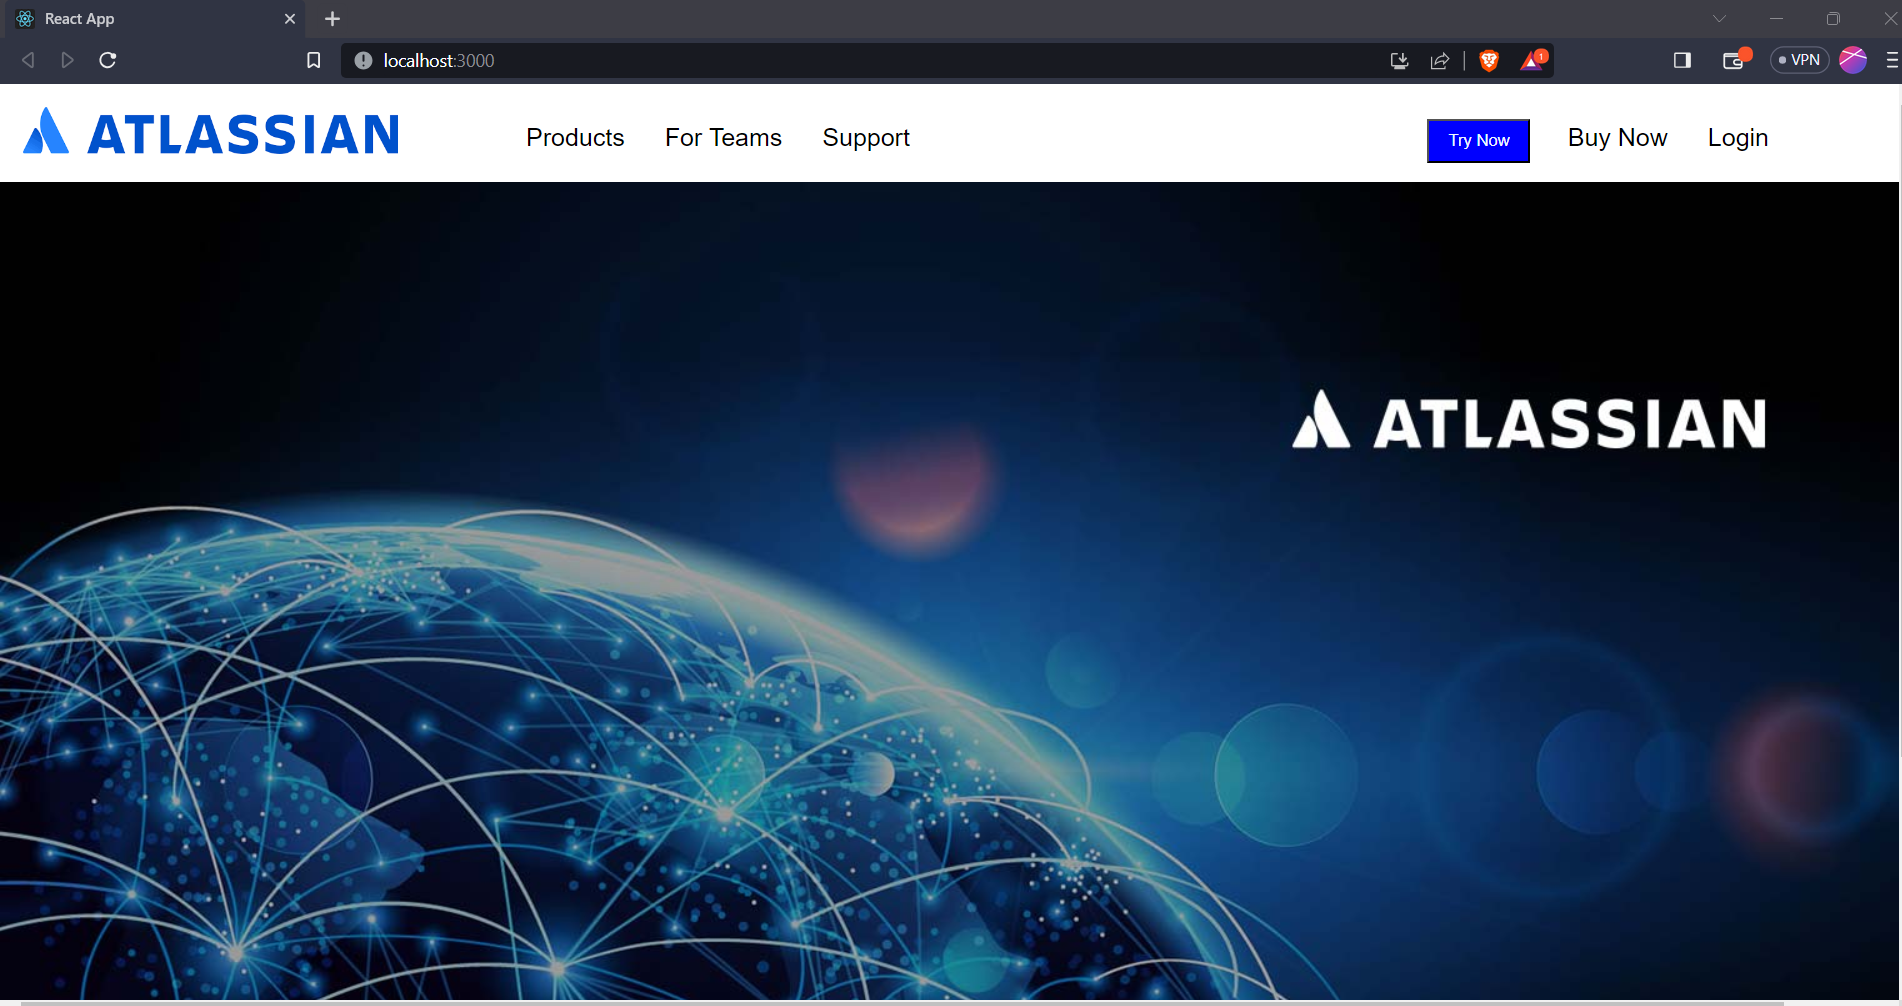 React App
localhost:3000
1
VPN
ATLASSIAN
Products For Teams Support Try Now Buy Now Login
ATLASSIAN